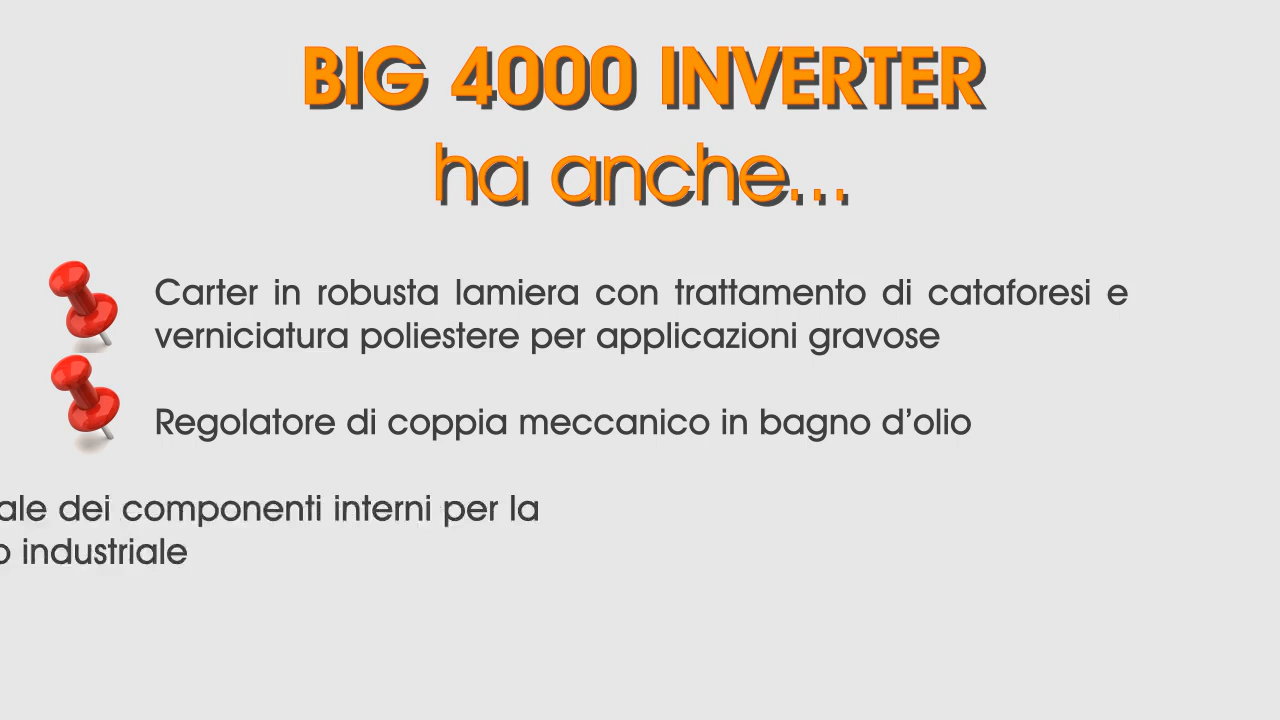 BIG 4000 INVERTER
ha anche...
Carter in robusta lamiera con trattamento di cataforesi e
verniciatura poliestere per applicazioni gravose
Regolatore di coppia meccanico in bagno d’olio
dei componenti interni per la
industriale